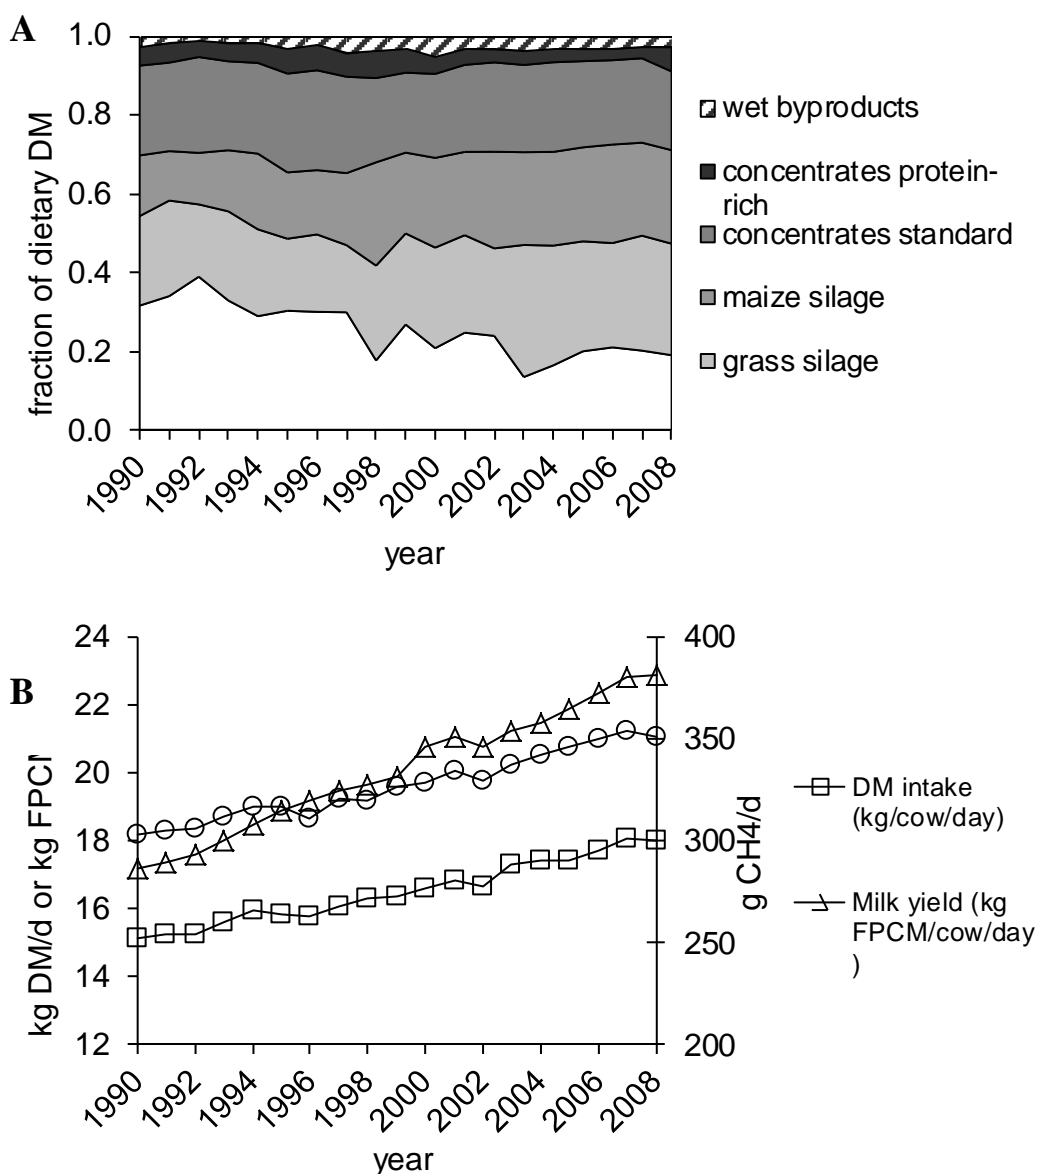 A
fraction of dietary DM
1.0
0.8
0.6
0.4
0.2
0.0
1990
1992
1994
1996
1998
2000
2002
2004
2006
2008
year
wet byproducts
concentrates protein-
rich
concentrates standard
maize silage
grass silage
B
kg DM/d or kg FPCM
24
22
20
18
16
14
12
1990
1992
1994
1996
1998
2000
2002
2004
2006
2008
year
400
350
300
250
200
g CH4/d
DM intake
(kg/cow/day)
Milk yield (kg
FPCM/cow/day
)